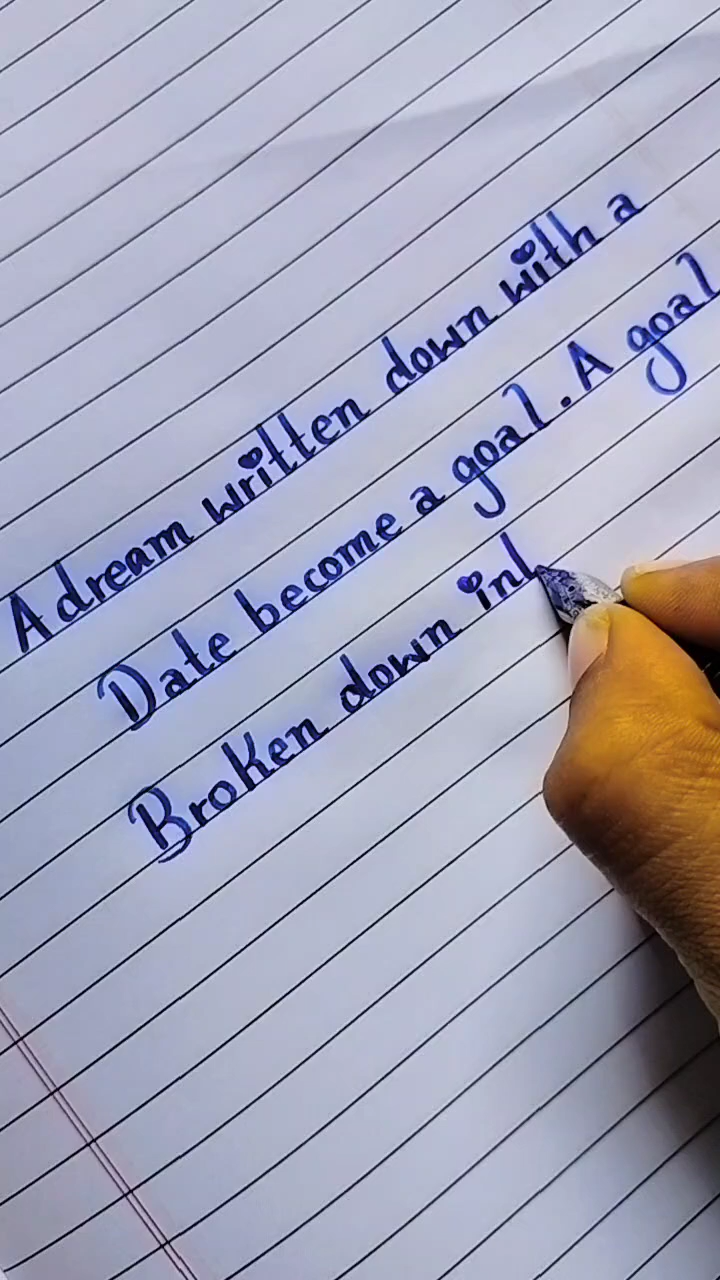 A dream written down with a
Date become a goal. A goal
Broken down in